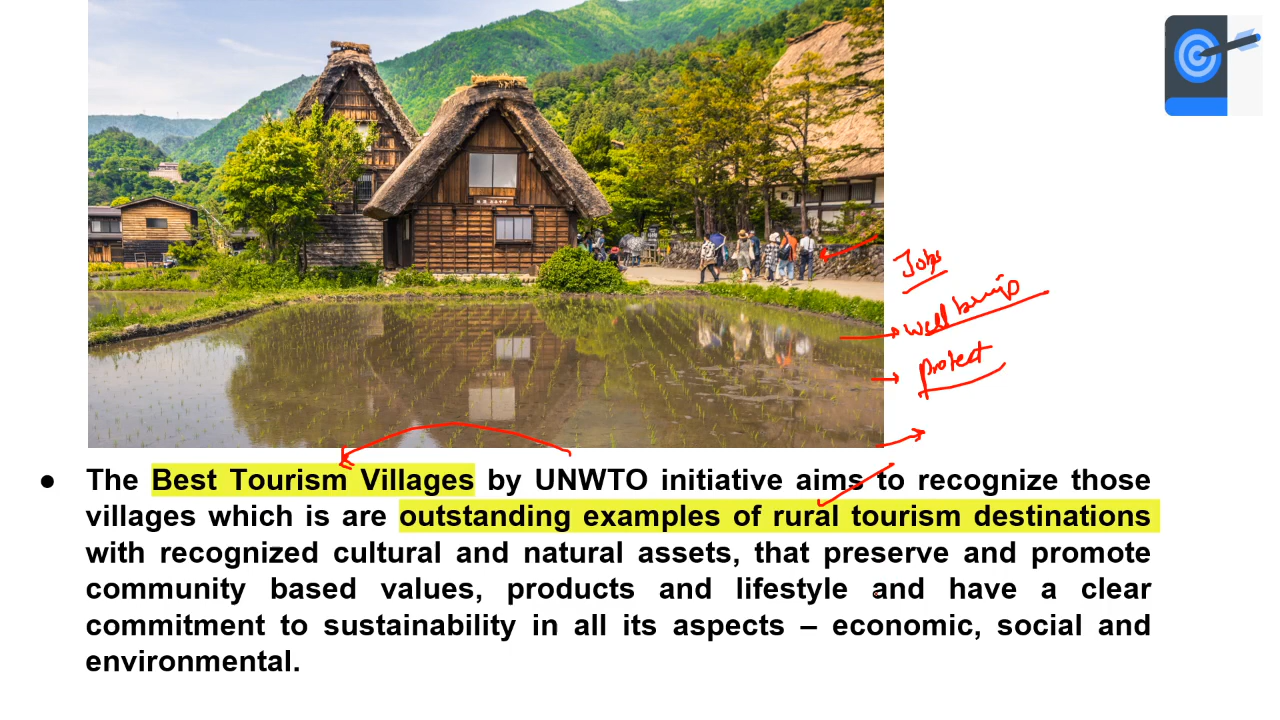 Jobs
Well being
Protect
● The Best Tourism Villages by UNWTO initiative aims to recognize those
villages which is are outstanding examples of rural tourism destinations
with recognized cultural and natural assets, that preserve and promote
community based values, products and lifestyle and have a clear
commitment to sustainability in all its aspects – economic, social and
environmental.